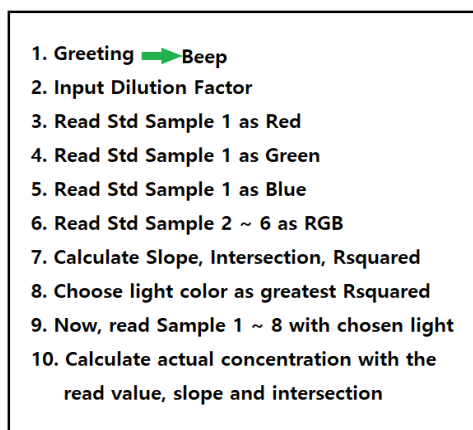 1. Greeting Beep
2. Input Dilution Factor
3. Read Std Sample 1 as Red
4. Read Std Sample 1 as Green
5. Read Std Sample 1 as Blue
6. Read Std Sample 2 ~ 6 as RGB
7. Calculate Slope, Intersection, Rsquared
8. Choose light color as greatest Rsquared
9. Now, read Sample 1 ~ 8 with chosen light
10. Calculate actual concentration with the
read value, slope and intersection